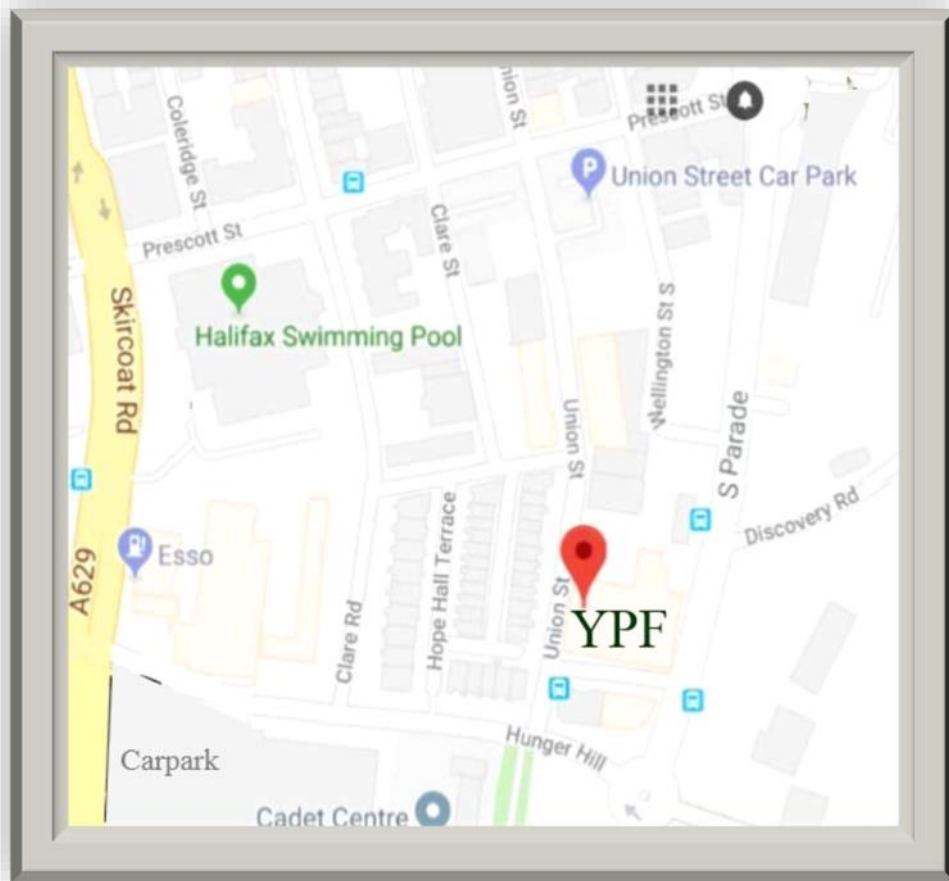 Coleridge St
nion St
Prescott St
P
Union Street Car Park
Prescott St
Clare St
Halifax Swimming Pool
Skircoat Rd
Wellington St S
Union St
S Parade
Discovery Rd
Esso
A629
Hope Hall Terrace
Clare Rd
Union St
YPF
Hunger Hill
Carpark
Cadet Centre